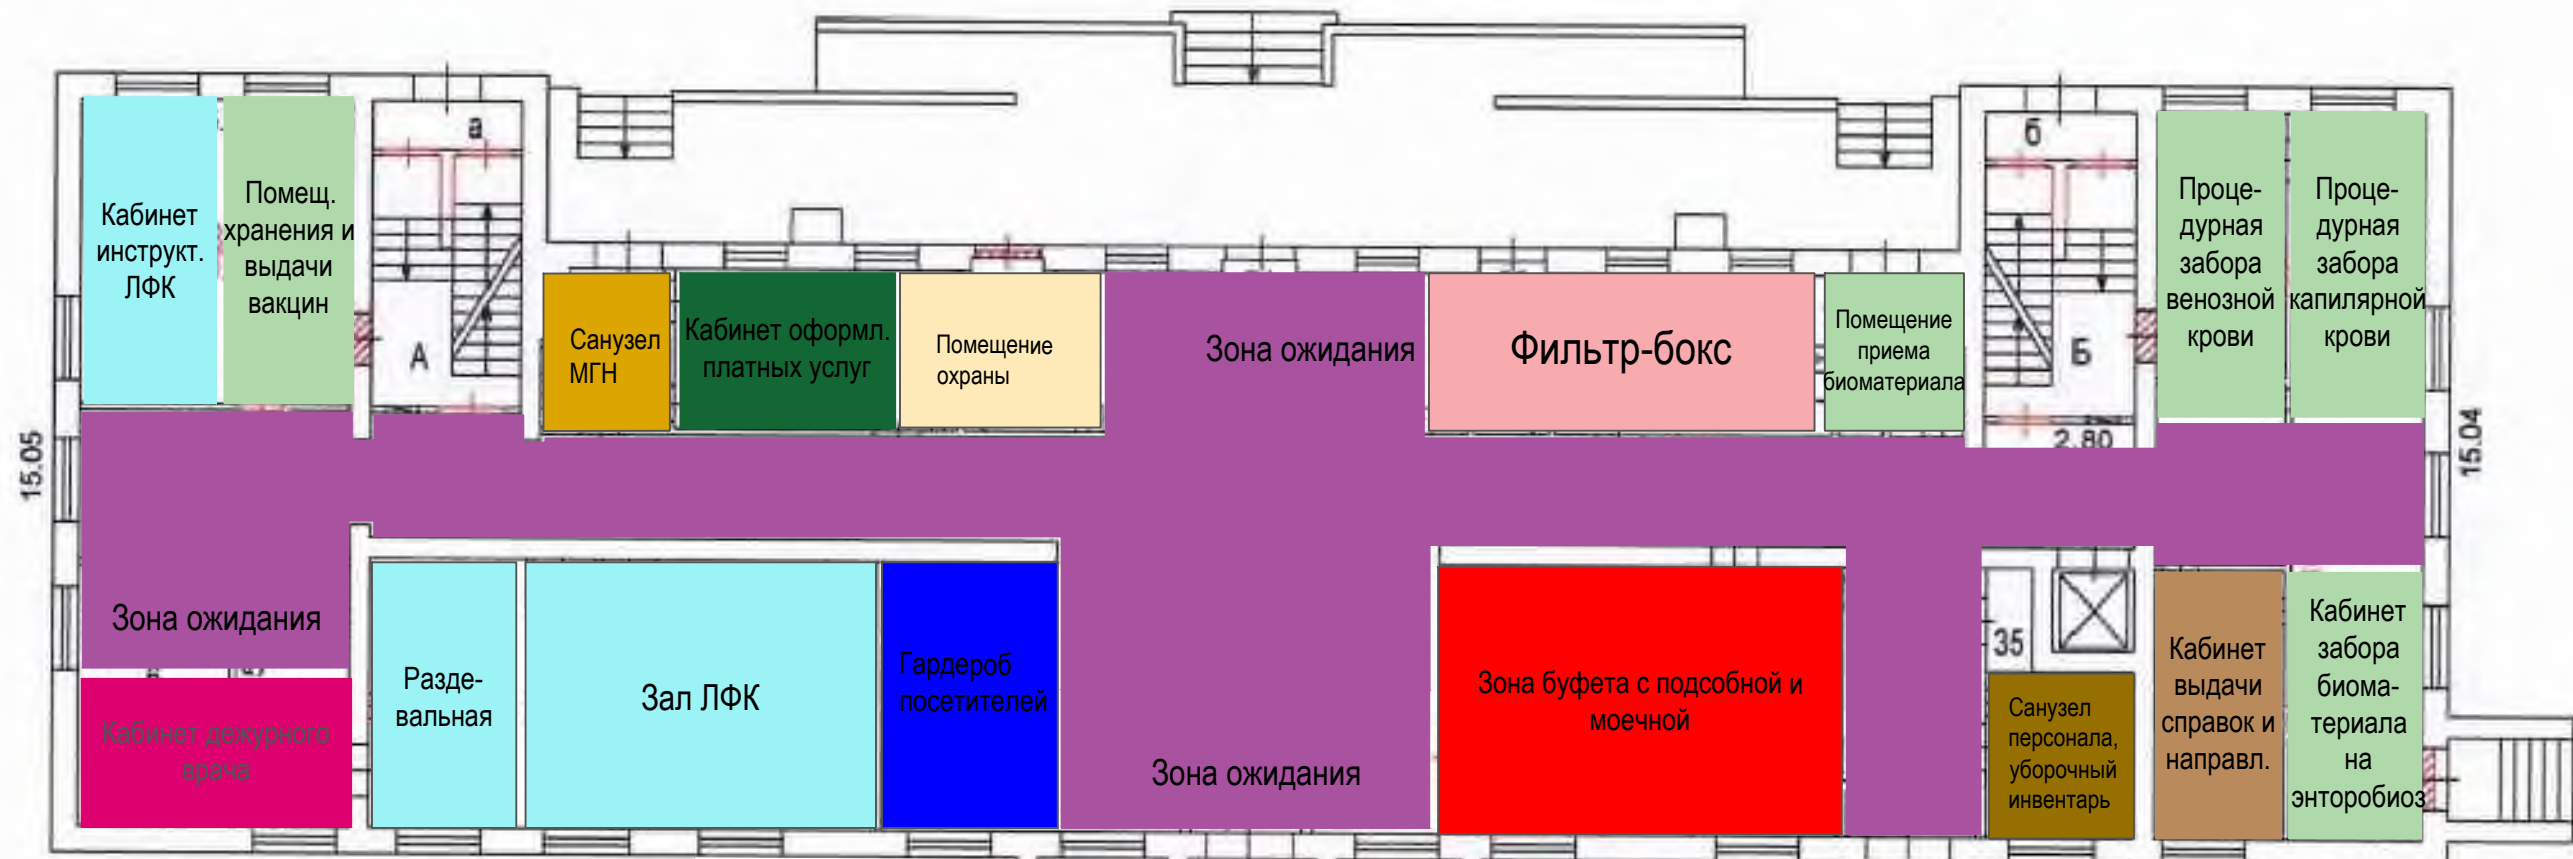 а
б
Кабинет
инструкт.
ЛФК
Помещ.
хранения и
выдачи
вакцин
А
Санузел
МГН
Кабинет оформл.
платных услуг
Помещение
охраны
Зона ожидания
Фильтр-бокс
Помещение
приема
биоматериала
Б
2.80
Проце-
дурная
забора
венозной
крови
Проце-
дурная
забора
капилярной
крови
15.05
15.04
Зона ожидания
Кабинет дежурного
врача
Разде-
вальная
Зал ЛФК
Гардероб
посетителей
Зона ожидания
Зона буфета с подсобной и
моечной
35
Санузел
персонала,
уборочный
инвентарь
Кабинет
выдачи
справок и
направл.
Кабинет
забора
биома-
териала
на
энторобиоз